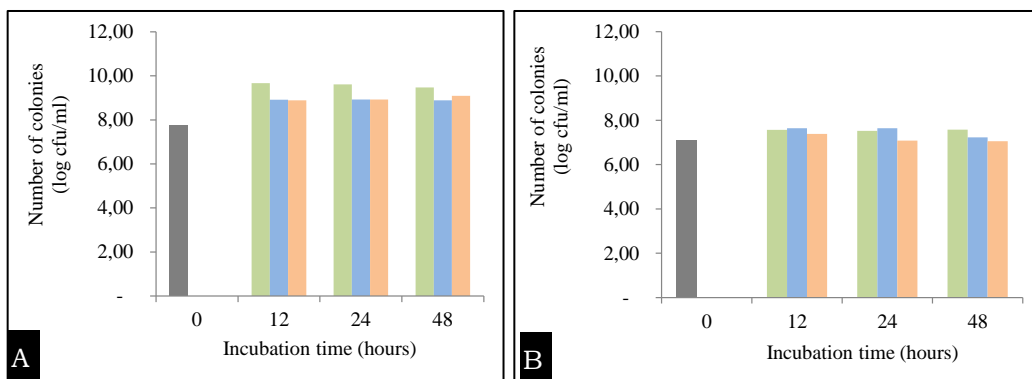 Number of colonies
(log cfu/ml)
12,00
10,00
8,00
6,00
4,00
2,00
-
0 12 24 48
Incubation time (hours)
A
Number of colonies
(log cfu/ml)
12,00
10,00
8,00
6,00
4,00
2,00
-
0 12 24 48
Incubation time (hours)
B